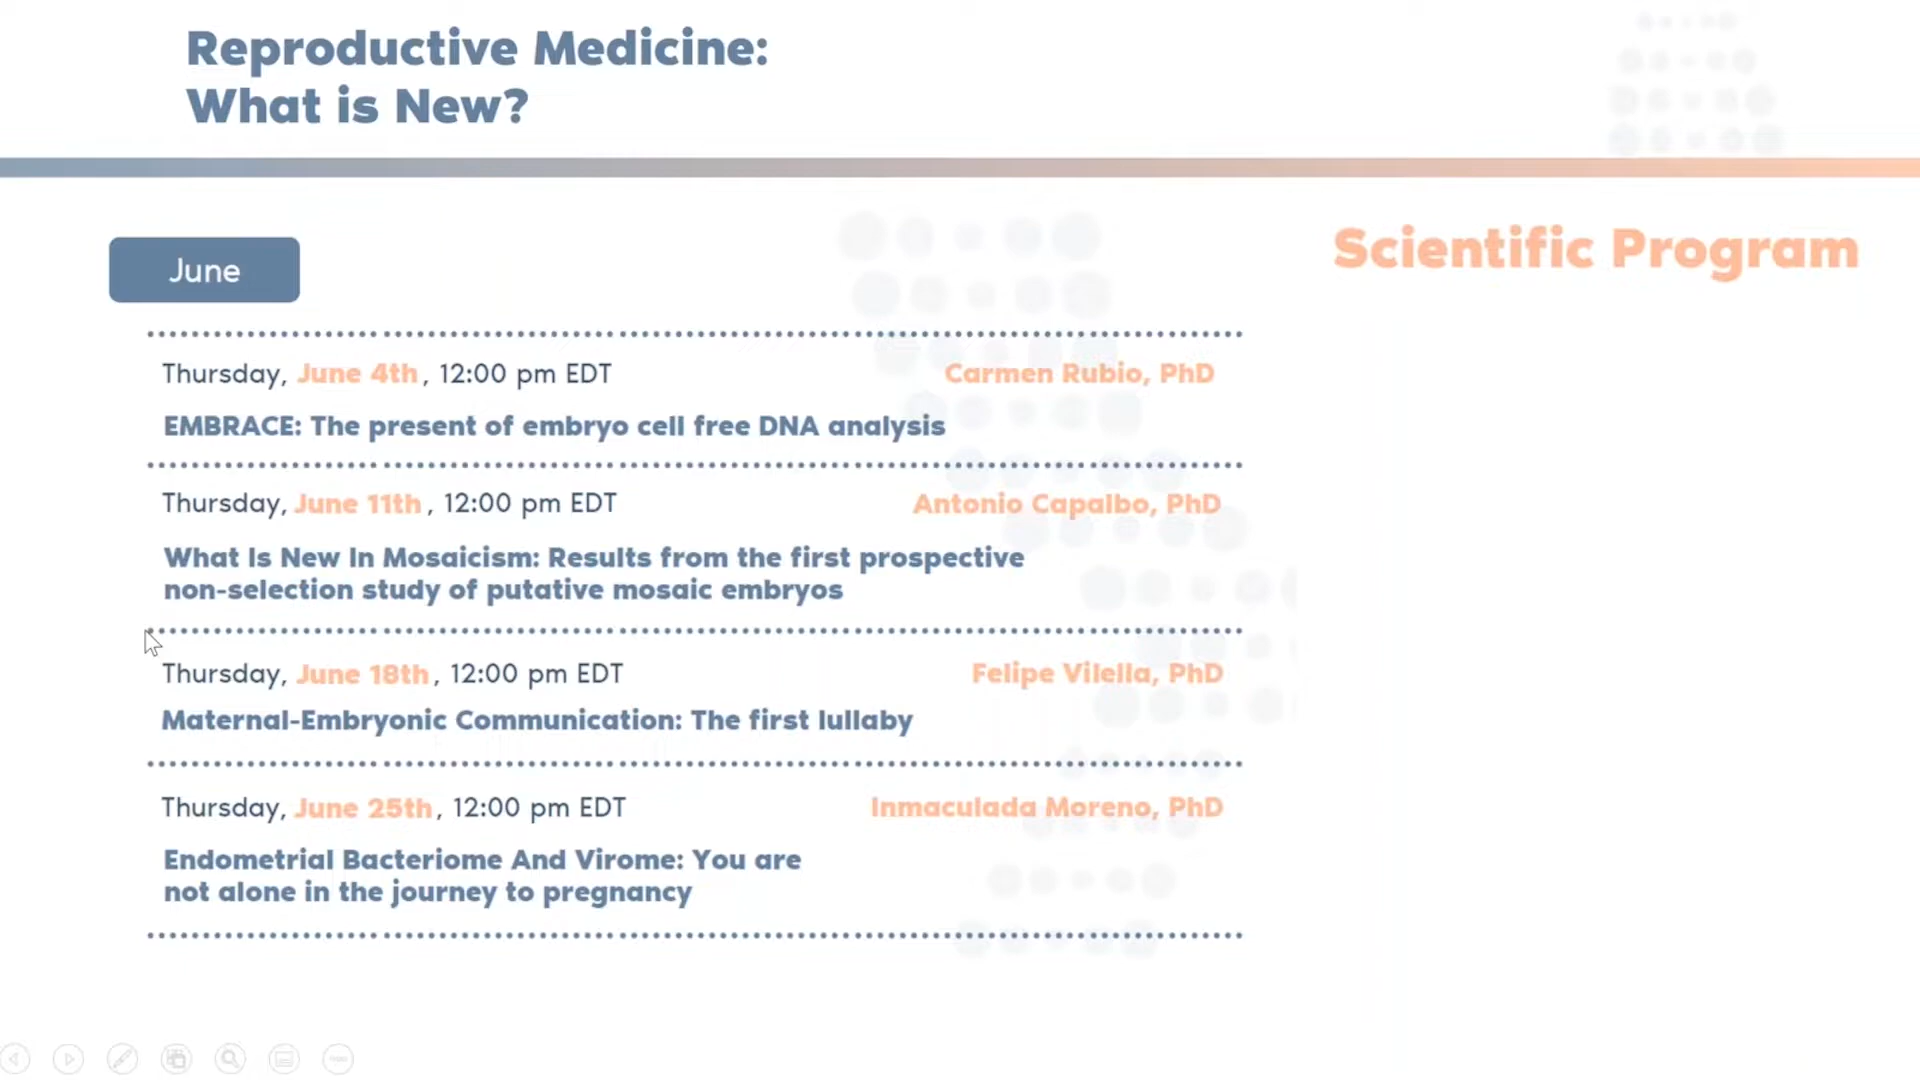 Reproductive Medicine:
What is New?
Scientific Program
June
Thursday, June 4th, 12:00 pm EDT Carmen Rubio, PhD
EMBRACE: The present of embryo cell free DNA analysis
Thursday, June 11th, 12:00 pm EDT Antonio Capalbo, PhD
What Is New In Mosaicism: Results from the first prospective
non-selection study of putative mosaic embryos
Thursday, June 18th, 12:00 pm EDT Felipe Vilella, PhD
Maternal-Embryonic Communication: The first lullaby
Thursday, June 25th, 12:00 pm EDT Inmaculada Moreno, PhD
Endometrial Bacteriome And Virome: You are
not alone in the journey to pregnancy